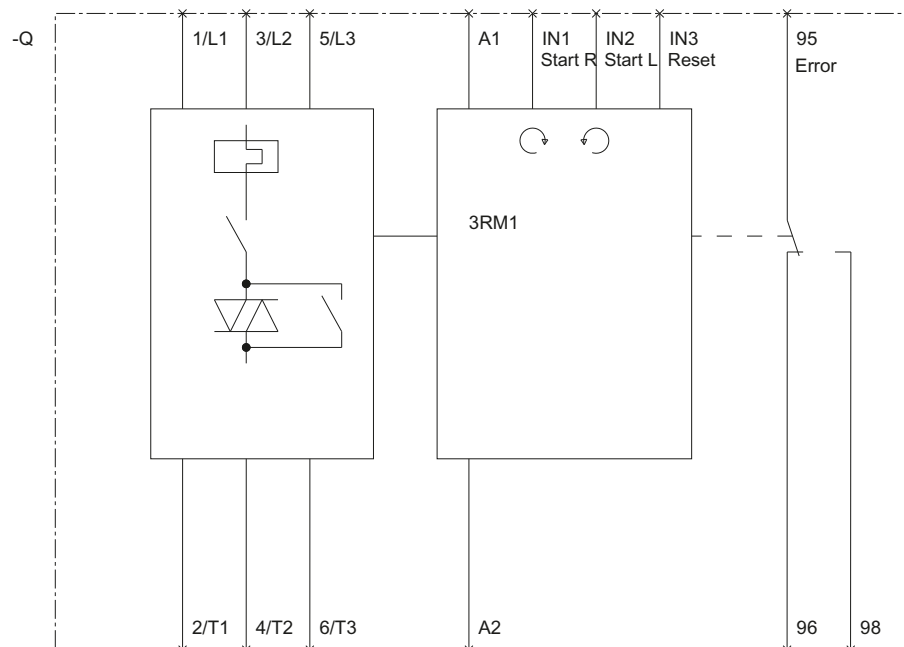 -Q
1/L1 3/L2 5/L3 A1 IN1 IN2 IN3 95
Start R Start L Reset Error
3RM1
2/T1 4/T2 6/T3 A2 96 98